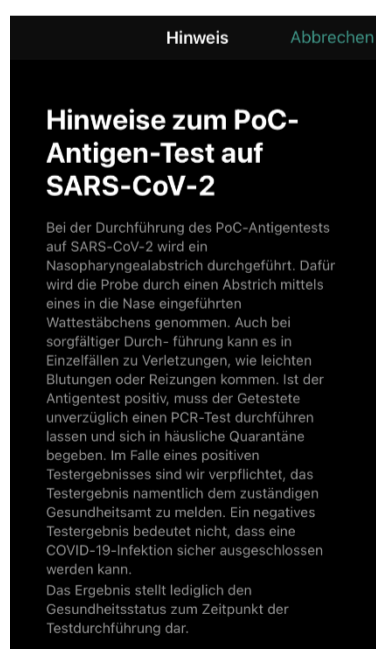 Hinweis Abbrechen
Hinweise zum PoC-
Antigen-Test auf
SARS-CoV-2
Bei der Durchführung des PoC-Antigentests
auf SARS-CoV-2 wird ein
Nasopharyngealabstrich durchgeführt. Dafür
wird die Probe durch einen Abstrich mittels
eines in die Nase eingeführten
Wattestäbchens genommen. Auch bei
sorgfältiger Durch- führung kann es in
Einzelfällen zu Verletzungen, wie leichten
Blutungen oder Reizungen kommen. Ist der
Antigentest positiv, muss der Getestete
unverzüglich einen PCR-Test durchführen
lassen und sich in häusliche Quarantäne
begeben. Im Falle eines positiven
Testergebnisses sind wir verpflichtet, das
Testergebnis namentlich dem zuständigen
Gesundheitsamt zu melden. Ein negatives
Testergebnis bedeutet nicht, dass eine
COVID-19-Infektion sicher ausgeschlossen
werden kann.
Das Ergebnis stellt lediglich den
Gesundheitsstatus zum Zeitpunkt der
Testdurchführung dar.